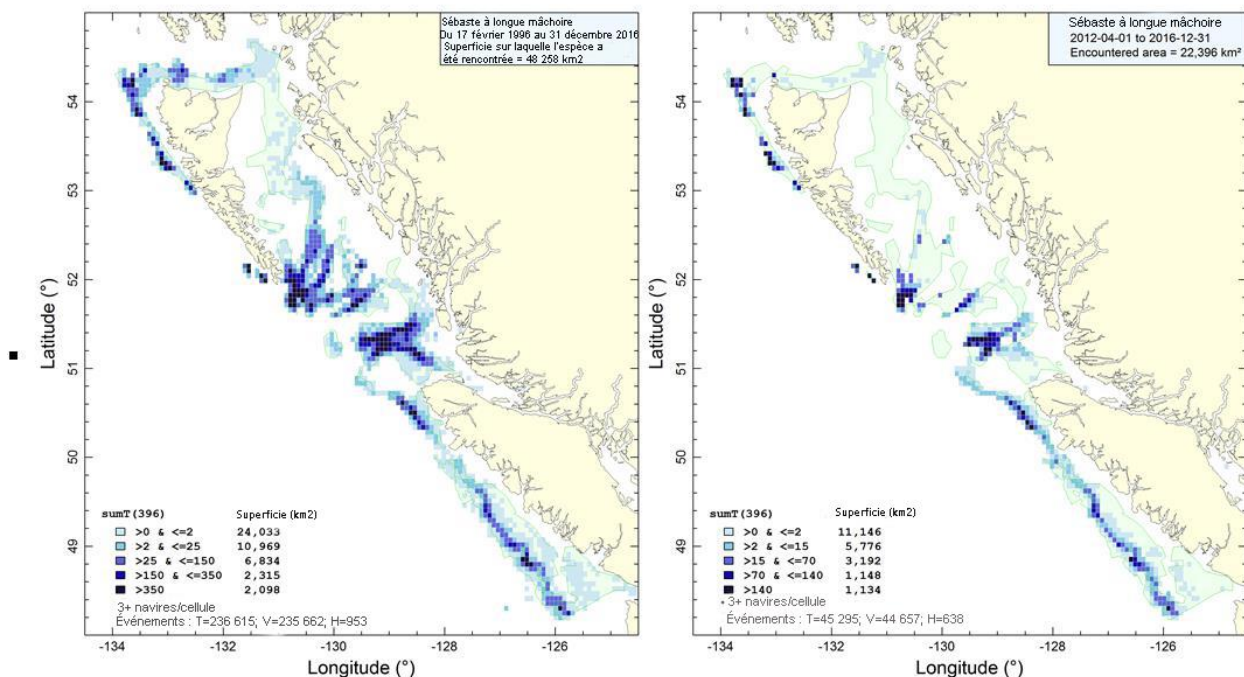 Sébaste à longue mâchoire
Du 17 février 1996 au 31 décembre 2016
Superficie sur laquelle l'espèce a
été rencontrée = 48 258 km2
54
53
52
51
50
49
Latitude (°)
sumT(396) Superficie (km2)
>0 & <=2 24,033
>2 & <=25 10,969
>25 & <=150 6,834
>150 & <=350 2,315
>350 2,098
3+ navires/cellule
Événements : T=236 615; V=235 662; H=953
-134 -132 -130 -128 -126
Longitude (°)
Sébaste à longue mâchoire
2012-04-01 to 2016-12-31
Encountered area = 22,396 km²
54
53
52
51
50
49
Latitude (°)
sumT(396) Superficie (km2)
>0 & <=2 11,146
>2 & <=15 5,776
>15 & <=70 3,192
>70 & <=140 1,148
>140 1,134
3+ navires/cellule
Événements : T=45 295; V=44 657; H=638
-134 -132 -130 -128 -126
Longitude (°)